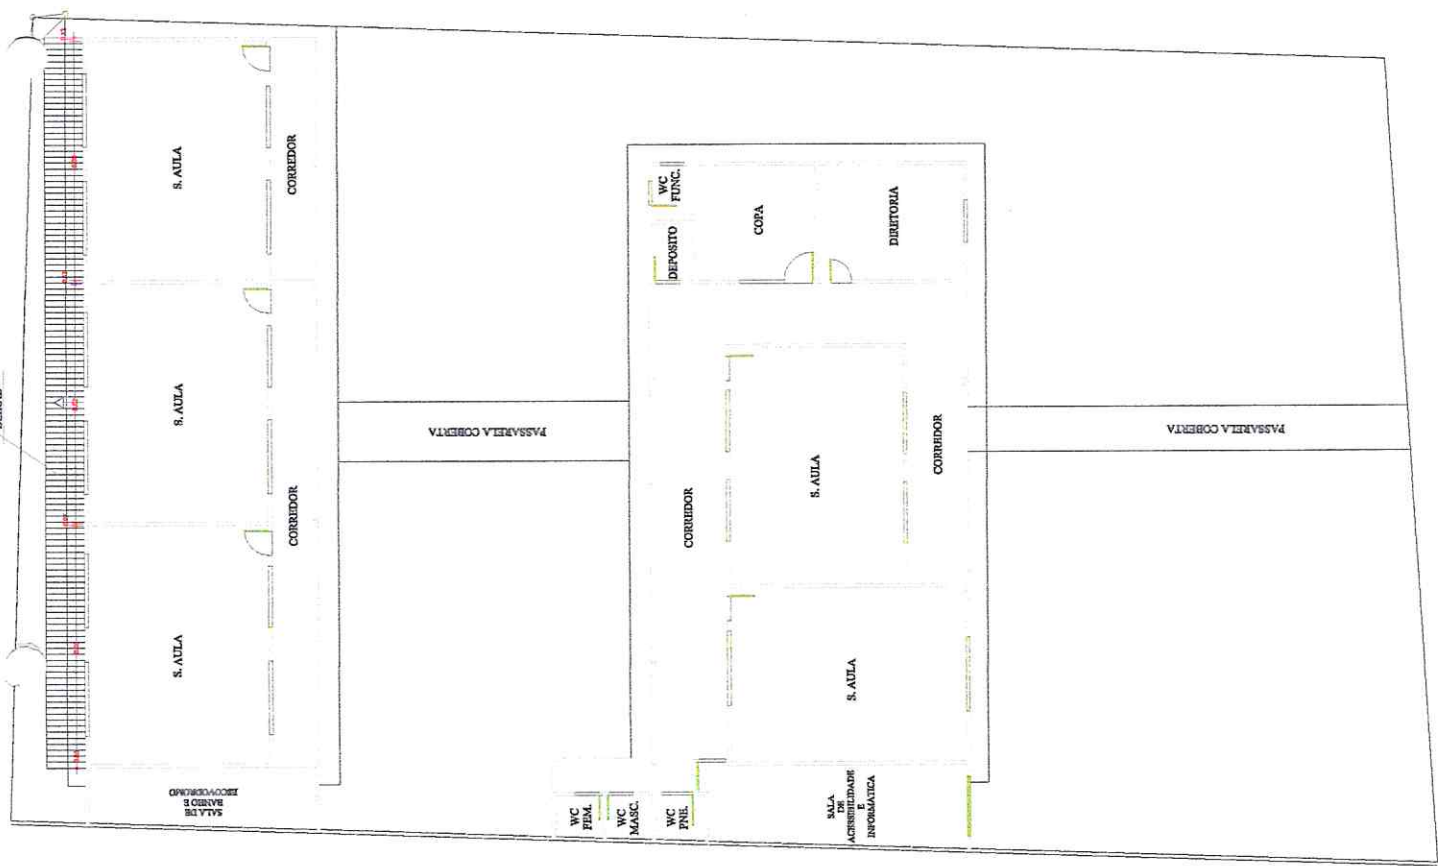 S. AULA
CORREDOR
S. AULA
S. AULA
CORREDOR
SALA DE
BANHO E
ESCOVODROMO
PASSARELA COBERTA
WC
FUNC.
DEPOSITO
COPA
DIRETORIA
CORREDOR
S. AULA
CORREDOR
S. AULA
WC
FEM.
WC
MASC.
WC
PNE.
SALA
DE
ACESSIBILIDADE
E
INFORMATICA
PASSARELA COBERTA